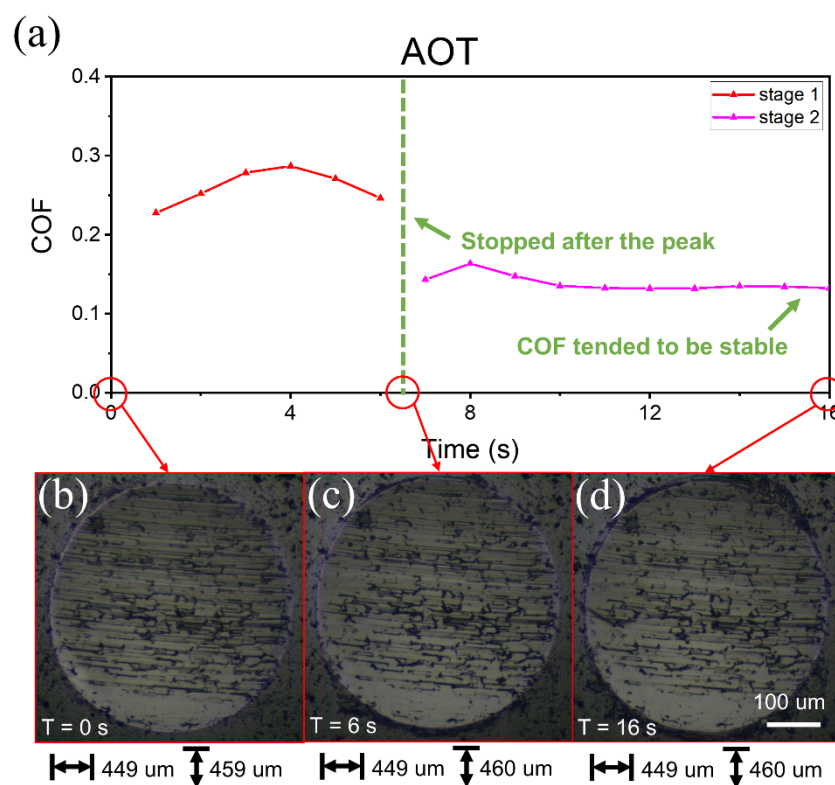 (a)
AOT
0.4
0.3
0.2
0.1
0.0
COF
stage 1
stage 2
Stopped after the peak
COF tended to be stable
0
4
8
12
16
Time (s)
(b)
(c)
(d)
T = 0 s
T = 6 s
T = 16 s
100 um
449 um
459 um
449 um
460 um
449 um
460 um